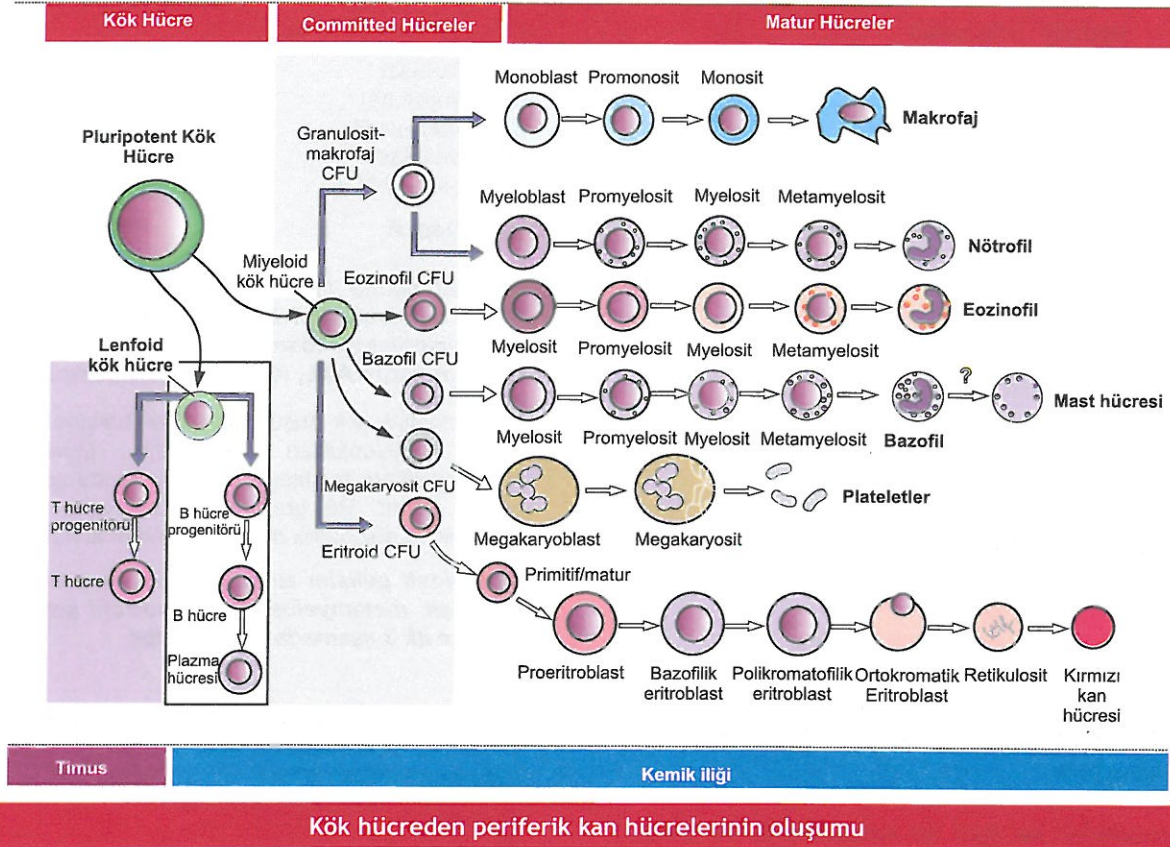 Kök Hücre
Committed Hücreler
Matur Hücreler
Pluripotent Kök
Hücre
Granulosit-
makrofaj
CFU
Monoblast Promonosit Monosit
Makrofaj
Myeloblast Promyelosit Myelosit Metamyelosit
Nötrofil
Miyeloid
kök hücre
Eozinofil CFU
Eozinofil
Myelosit Promyelosit Myelosit Metamyelosit
Lenfoid
kök hücre
Bazofil CFU
?
Mast hücresi
Myelosit Promyelosit Myelosit Metamyelosit Bazofil
Megakaryosit CFU
Plateletler
Megakaryoblast Megakaryosit
T hücre
progenitörü
B hücre
progenitörü
Eritroid CFU
Primitif/matur
T hücre
B hücre
Plazma
hücresi
Proeritroblast
Bazofilik
eritroblast
Polikromatofilik
eritroblast
Ortokromatik
Eritroblast
Retikulosit
Kırmızı
kan
hücresi
Timus
Kemik iliği
Kök hücreden periferik kan hücrelerinin oluşumu